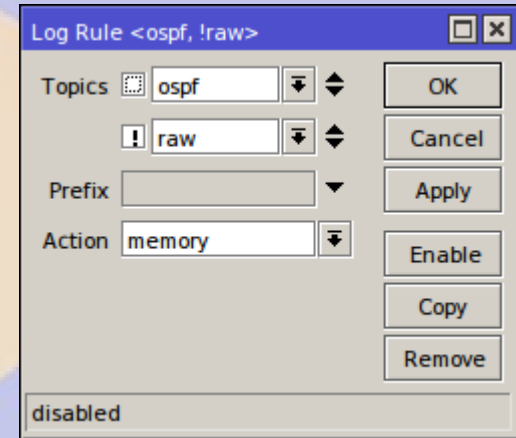 Log Rule <ospf, !raw>
Topics ! ospf
! raw
Prefix
Action memory
OK
Cancel
Apply
Enable
Copy
Remove
disabled